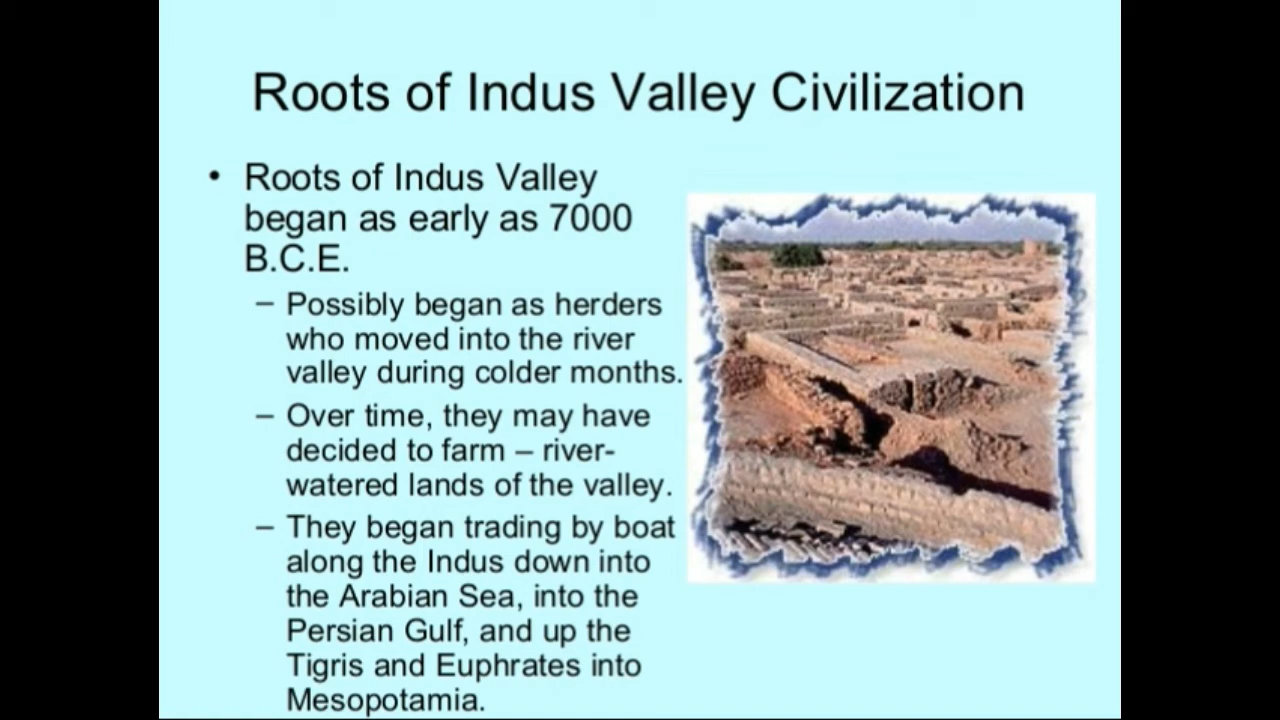 Roots of Indus Valley Civilization
• Roots of Indus Valley
began as early as 7000
B.C.E.
– Possibly began as herders
who moved into the river
valley during colder months.
– Over time, they may have
decided to farm – river-
watered lands of the valley.
– They began trading by boat
along the Indus down into
the Arabian Sea, into the
Persian Gulf, and up the
Tigris and Euphrates into
Mesopotamia.